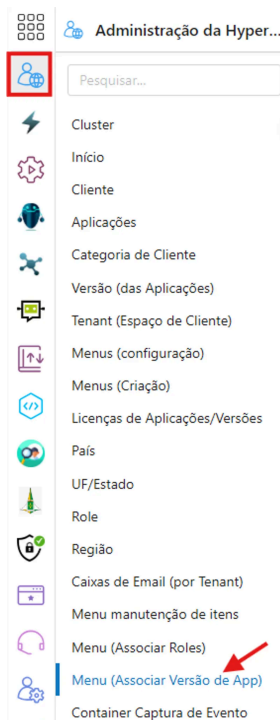 Administração da Hyper...
Pesquisar...
Cluster
Início
Cliente
Aplicações
Categoria de Cliente
Versão (das Aplicações)
Tenant (Espaço de Cliente)
Menus (configuração)
Menus (Criação)
Licenças de Aplicações/Versões
País
UF/Estado
Role
Região
Caixas de Email (por Tenant)
Menu manutenção de itens
Menu (Associar Roles)
Menu (Associar Versão de App)
Container Captura de Evento